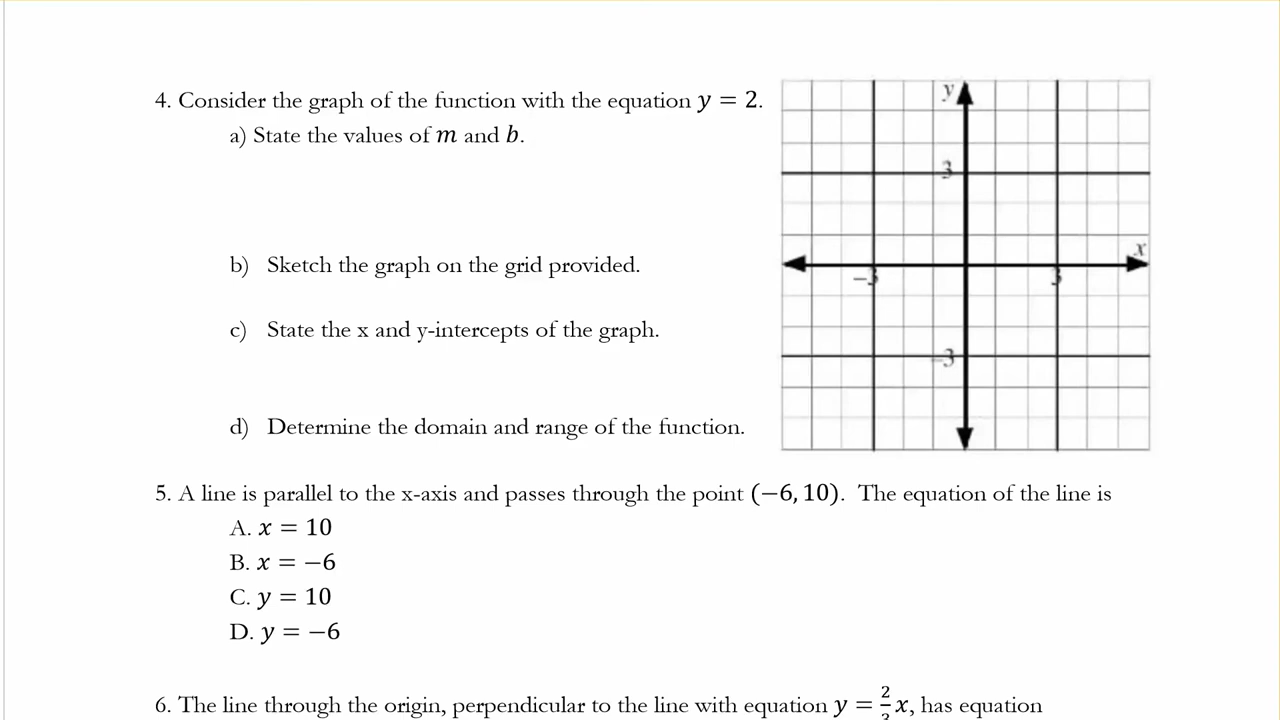 4. Consider the graph of the function with the equation y = 2.
a) State the values of m and b.
b) Sketch the graph on the grid provided.
c) State the x and y-intercepts of the graph.
d) Determine the domain and range of the function.
y
3
x
−3
3
−3
5. A line is parallel to the x-axis and passes through the point (−6, 10). The equation of the line is
A. x = 10
B. x = −6
C. y = 10
D. y = −6
6. The line through the origin, perpendicular to the line with equation y = 2/3 x, has equation